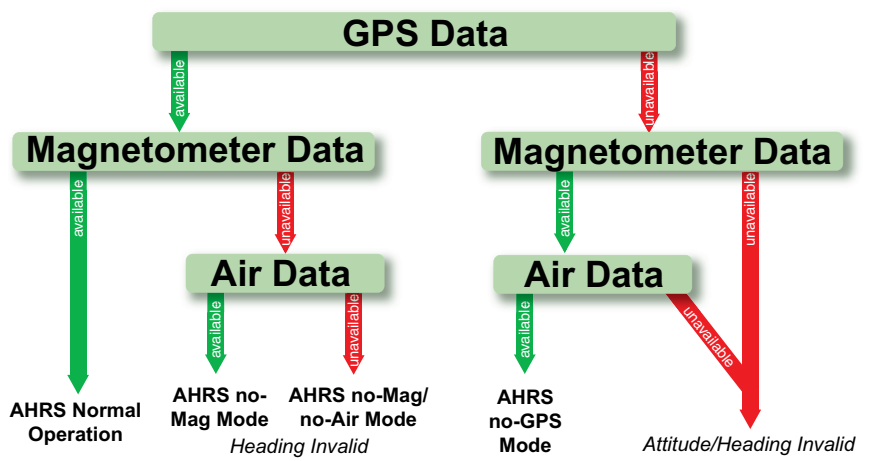 GPS Data
available
unavailable
Magnetometer Data
Magnetometer Data
available
unavailable
available
unavailable
Air Data
Air Data
available
unavailable
available
unavailable
AHRS Normal
Operation
AHRS no-
Mag Mode
AHRS no-Mag/
no-Air Mode
Heading Invalid
AHRS
no-GPS
Mode
Attitude/Heading Invalid